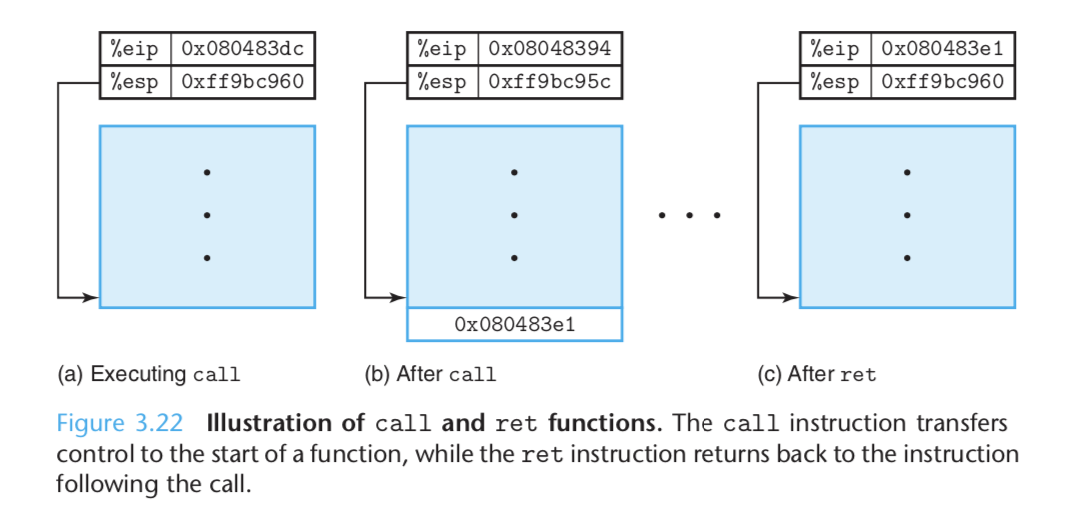 %eip 0x080483dc
%esp 0xff9bc960
%eip 0x08048394
%esp 0xff9bc95c
0x080483e1
%eip 0x080483e1
%esp 0xff9bc960
(a) Executing call
(b) After call
(c) After ret
Figure 3.22 Illustration of call and ret functions. The call instruction transfers
control to the start of a function, while the ret instruction returns back to the instruction
following the call.